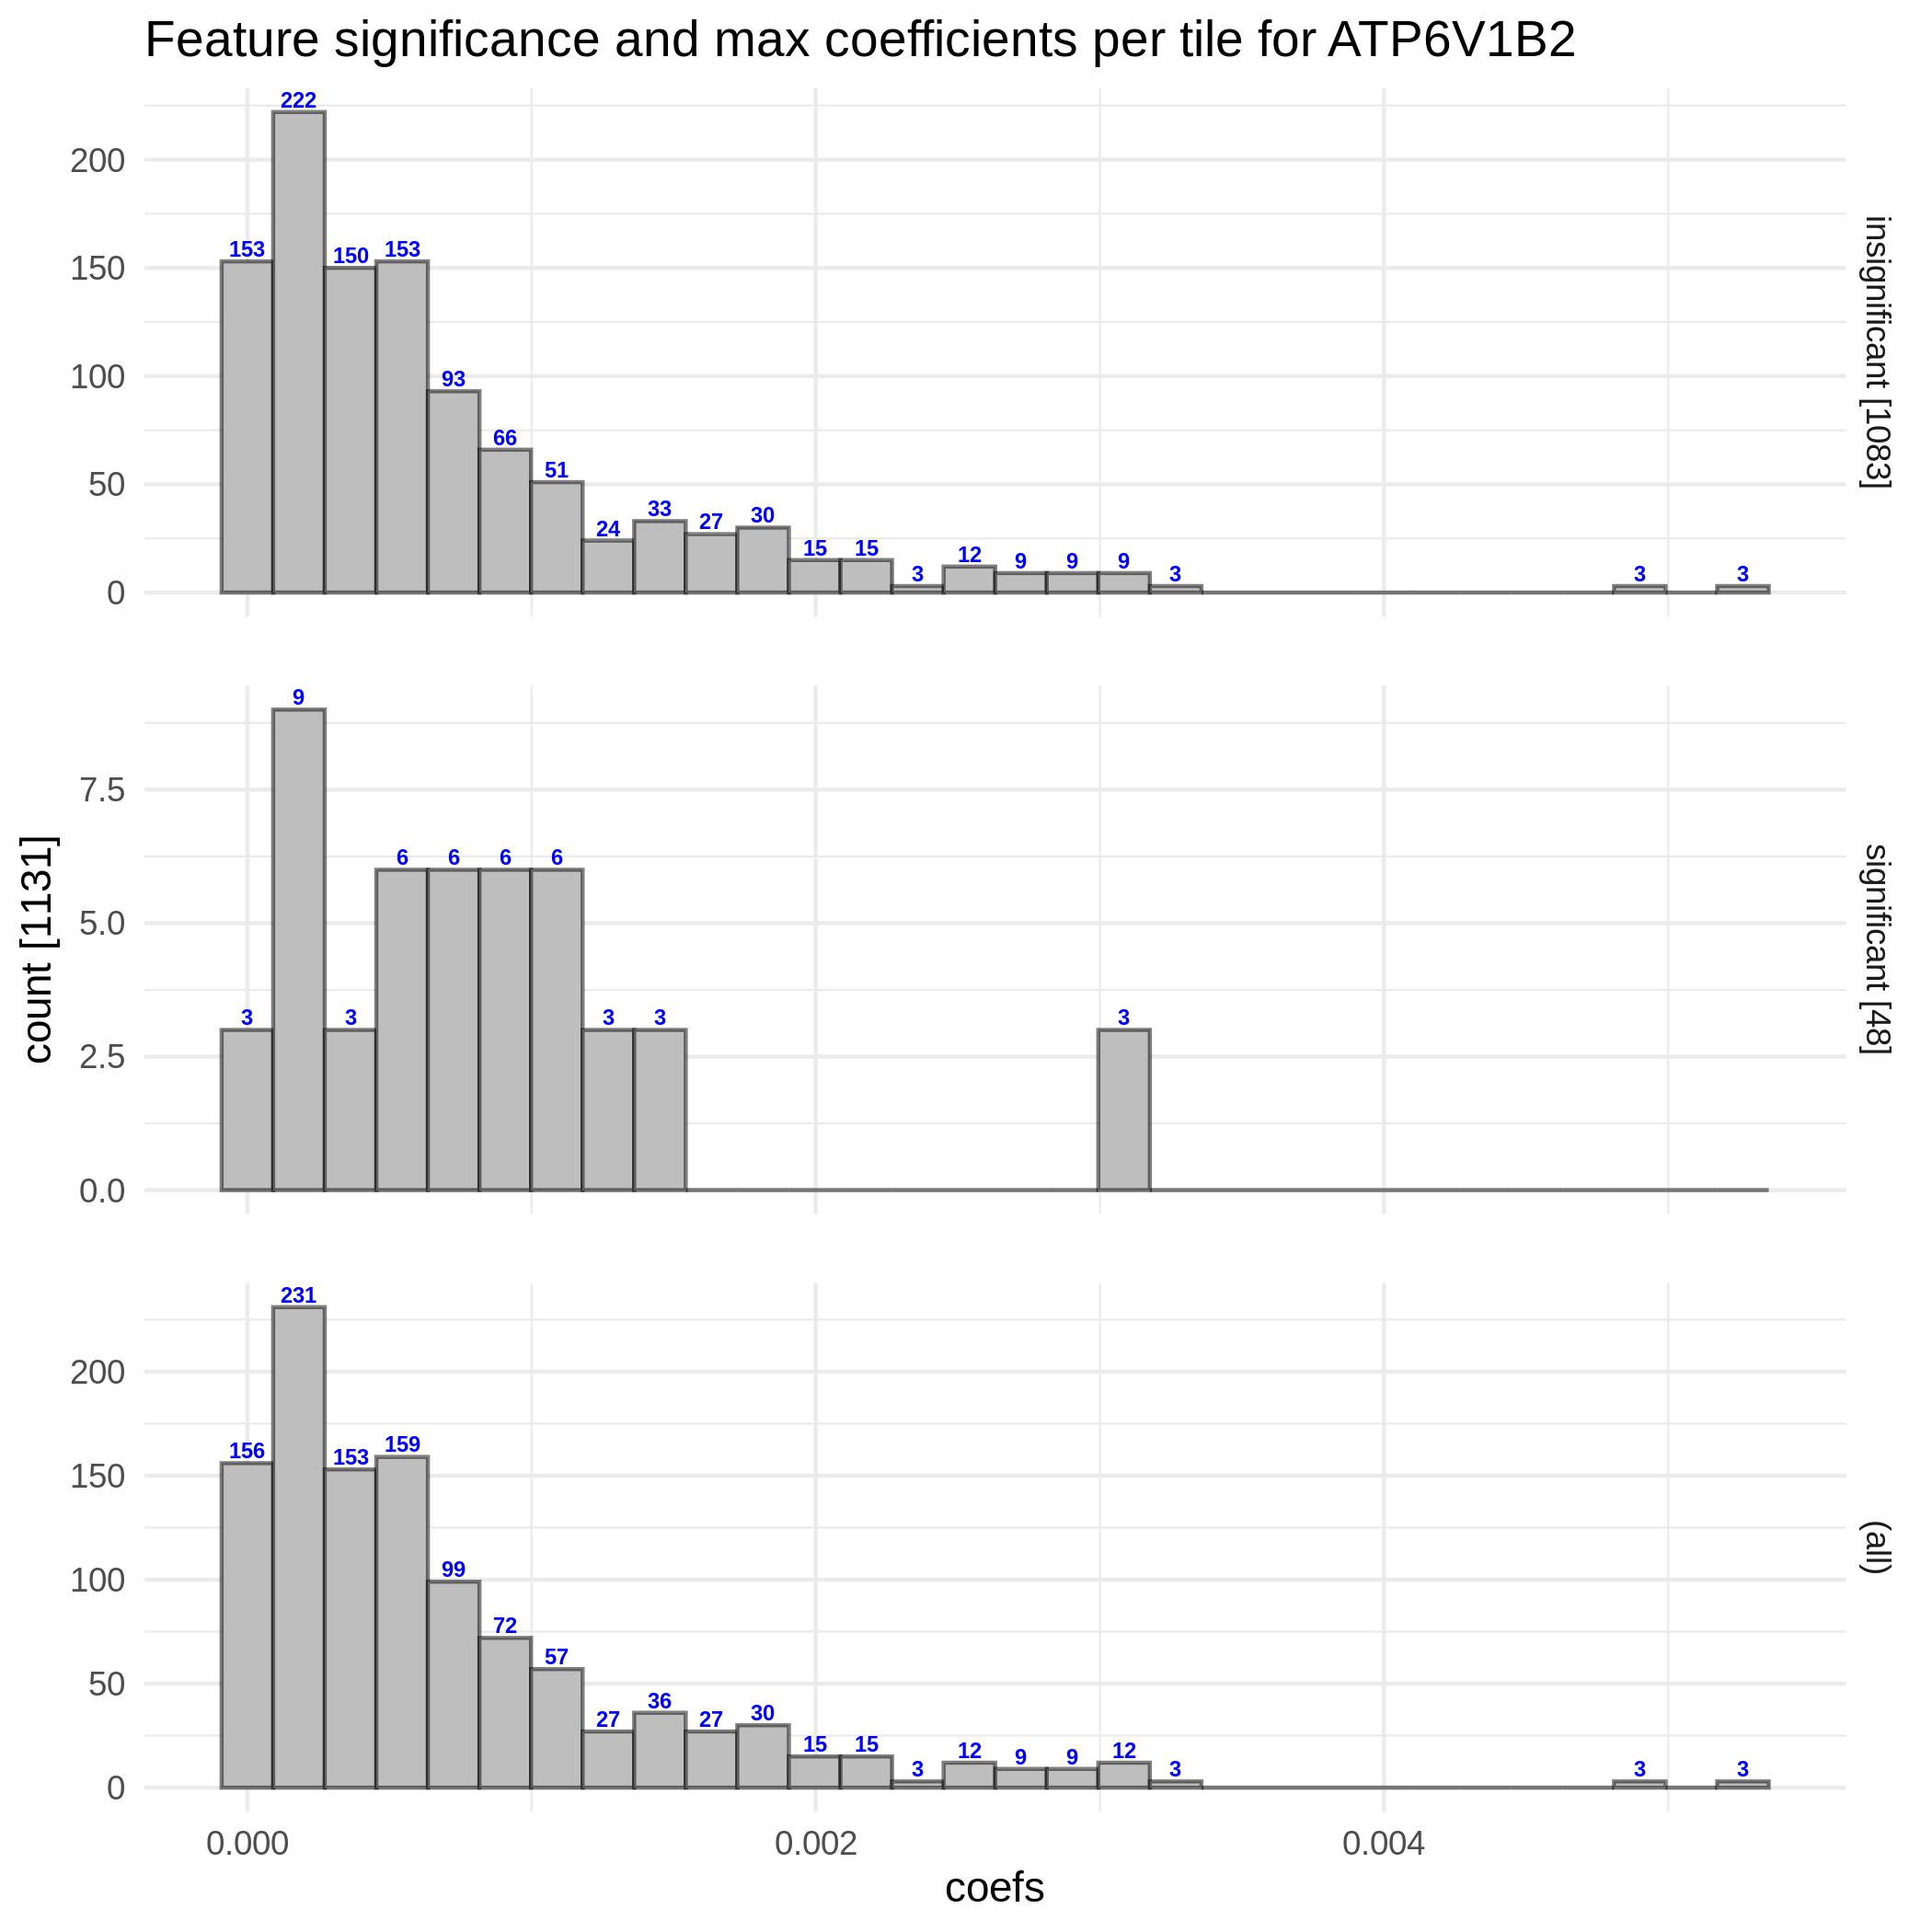 Feature significance and max coefficients per tile for ATP6V1B2
222
200
153 150 153
150
100
93
66
51
50
24 33 27 30 15 15 3 12 9 9 9 3 3 3
0
insignificant [1083]
9
7.5
6 6 6 6
5.0
3 3 3 3 3
2.5
0.0
significant [48]
count [1131]
231
200
156 153 159
150
100
99
72
57
50
27 36 27 30 15 15 3 12 9 9 12 3 3 3
0
(all)
0.000 0.002 0.004
coefs